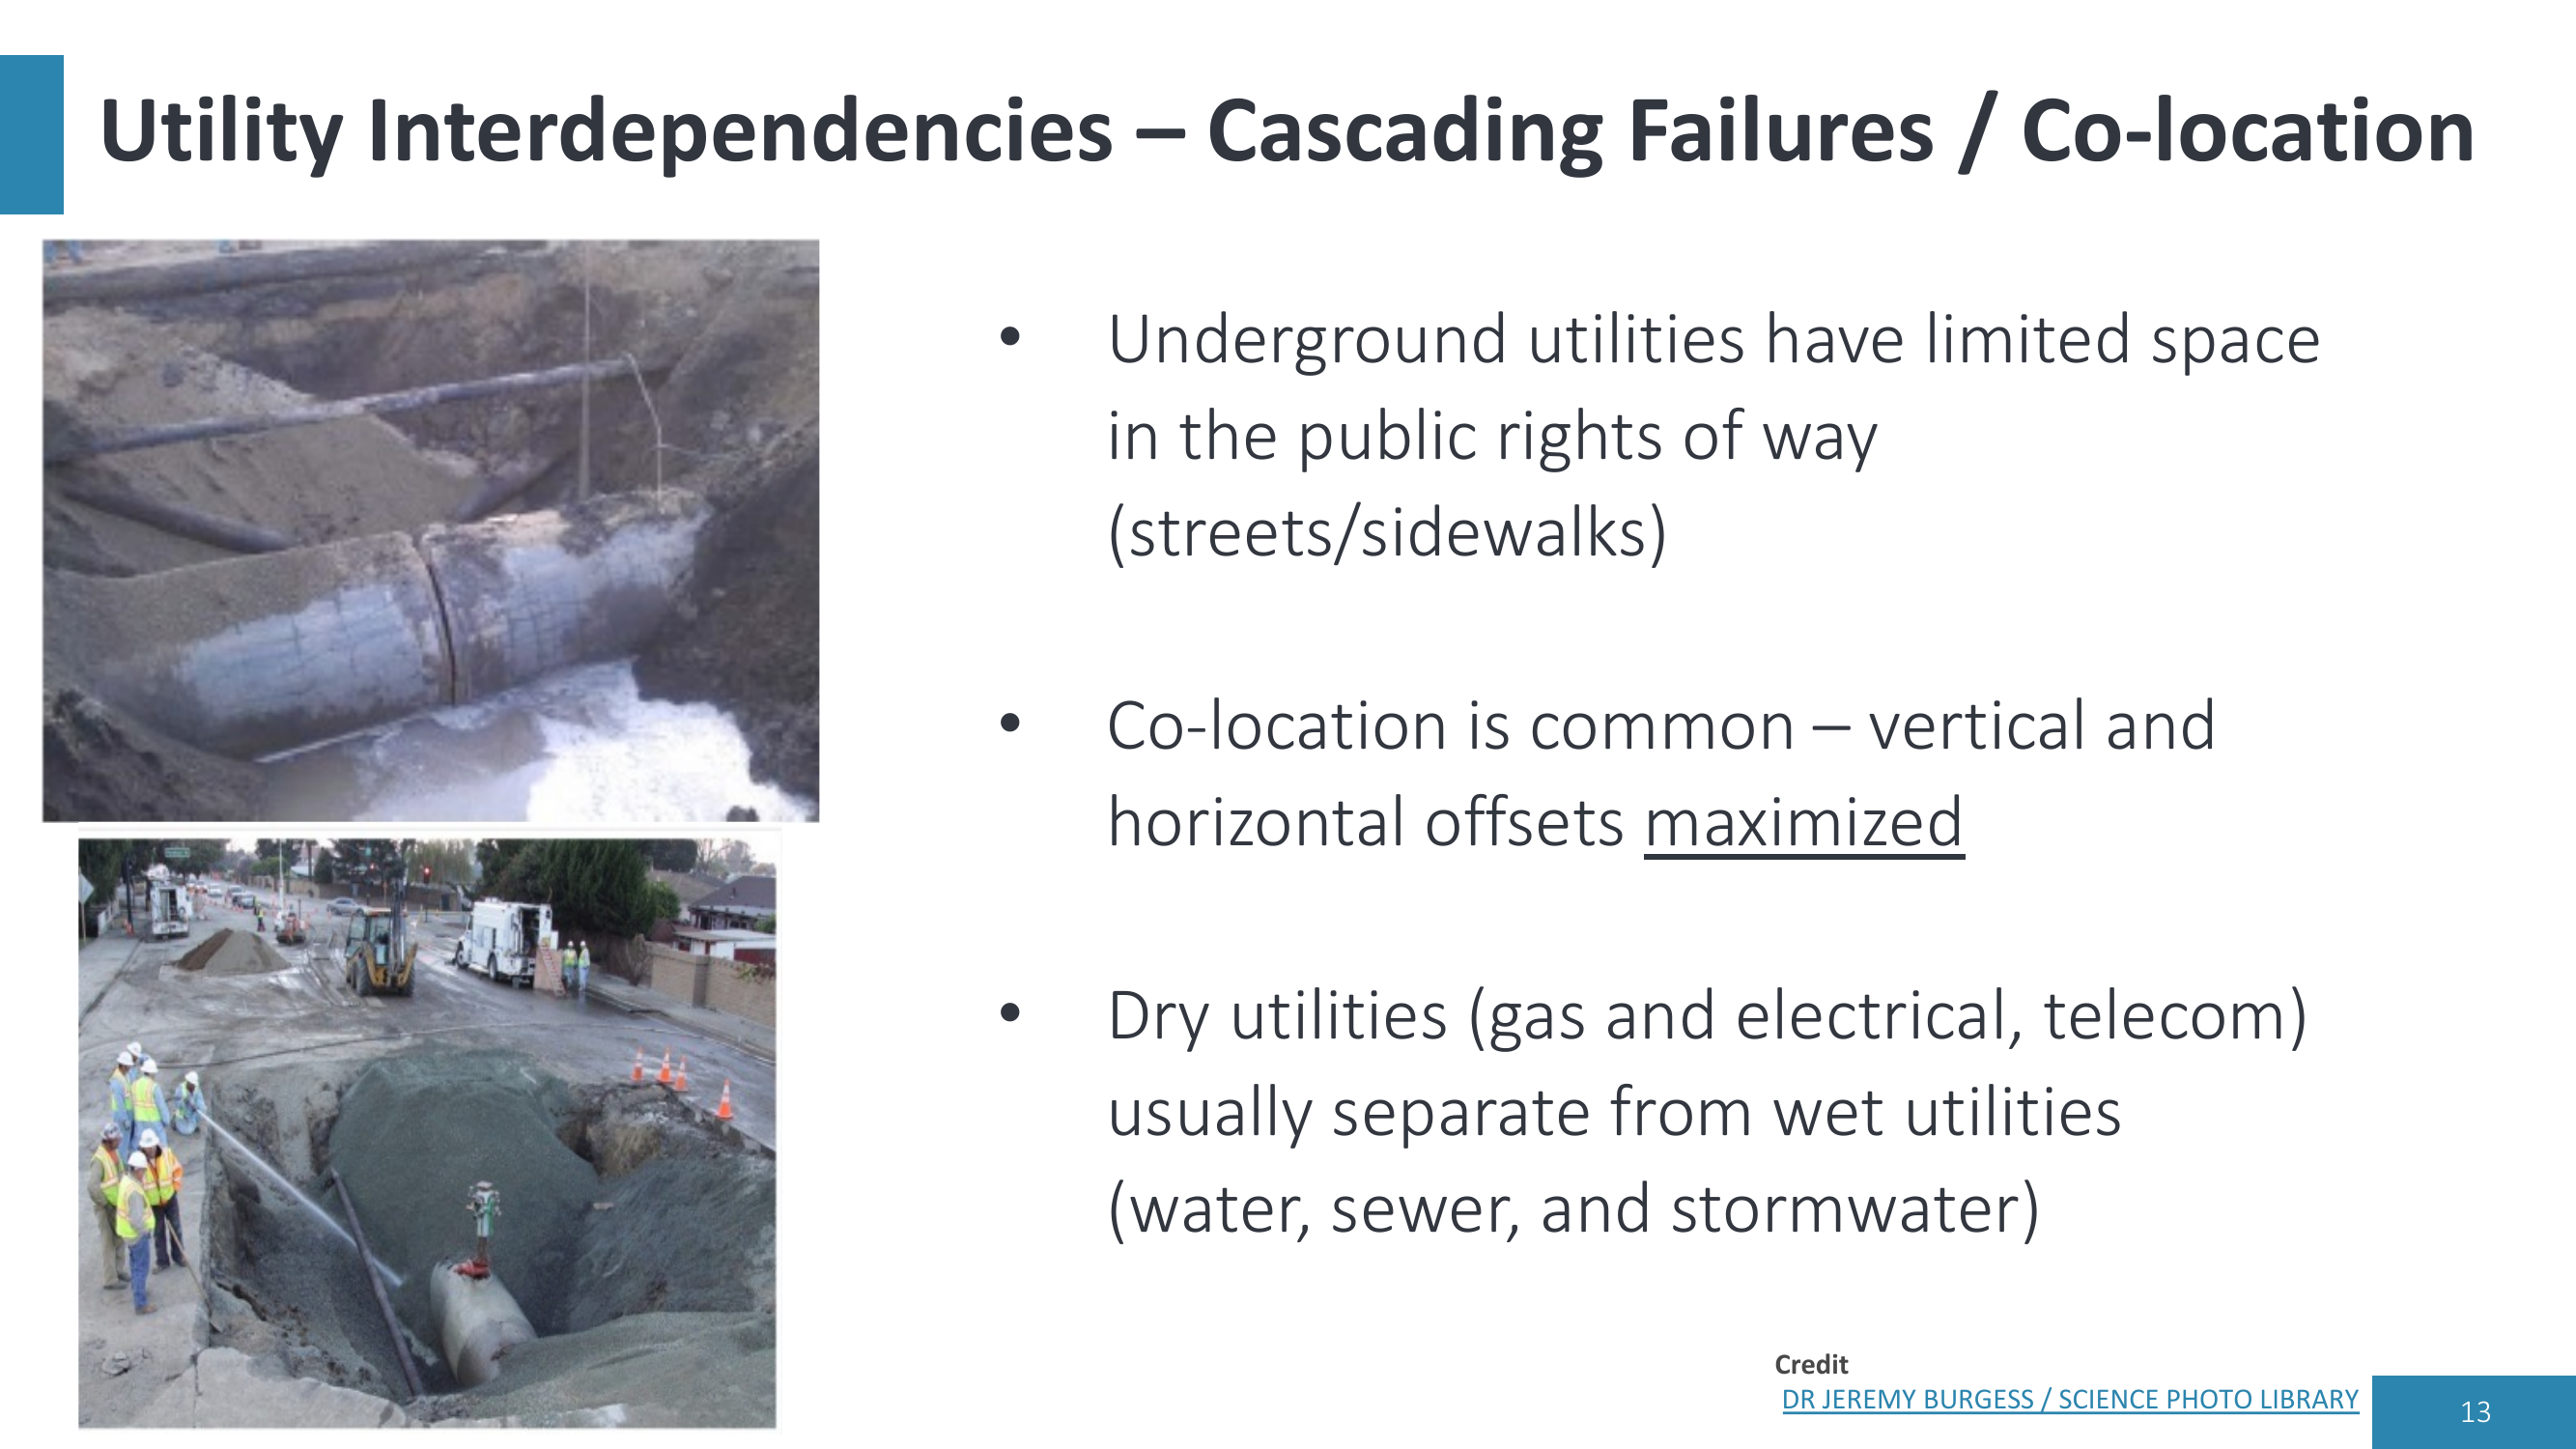 Utility Interdependencies – Cascading Failures / Co-location
• Underground utilities have limited space
in the public rights of way
(streets/sidewalks)
• Co-location is common – vertical and
horizontal offsets maximized
• Dry utilities (gas and electrical, telecom)
usually separate from wet utilities
(water, sewer, and stormwater)
Credit
DR JEREMY BURGESS / SCIENCE PHOTO LIBRARY
13